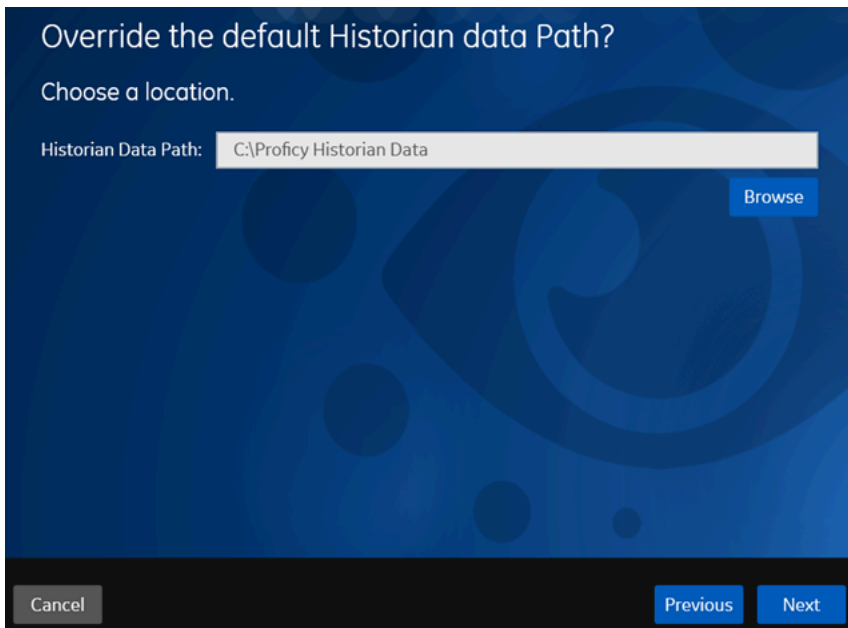 Override the default Historian data Path?
Choose a location.
Historian Data Path: C:\Proficy Historian Data
Browse
Cancel Previous Next